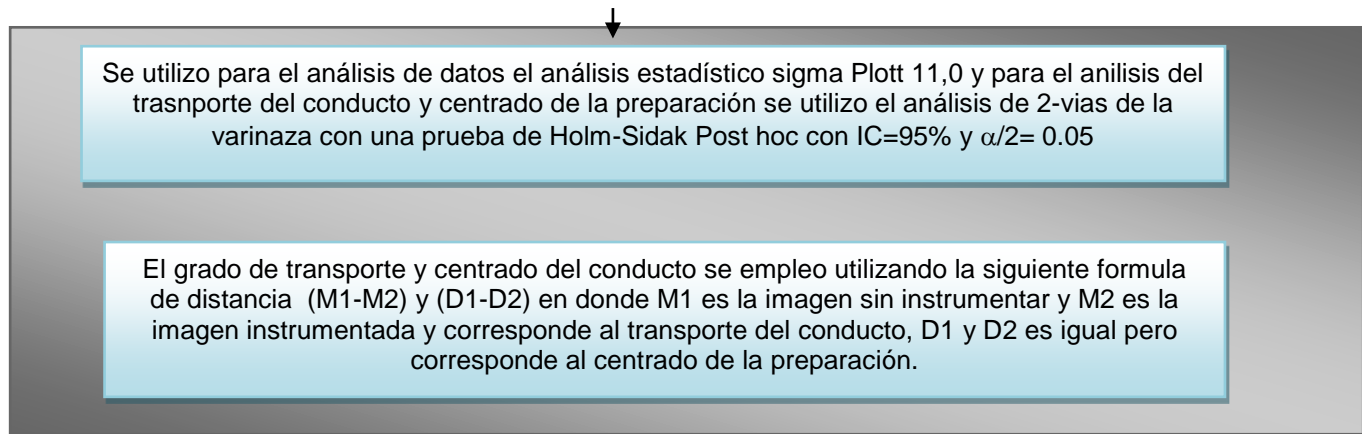 Se utilizo para el análisis de datos el análisis estadístico sigma Plott 11,0 y para el anilisis del
trasnporte del conducto y centrado de la preparación se utilizo el análisis de 2-vias de la
varinaza con una prueba de Holm-Sidak Post hoc con IC=95% y α/2= 0.05
El grado de transporte y centrado del conducto se empleo utilizando la siguiente formula
de distancia (M1-M2) y (D1-D2) en donde M1 es la imagen sin instrumentar y M2 es la
imagen instrumentada y corresponde al transporte del conducto, D1 y D2 es igual pero
corresponde al centrado de la preparación.